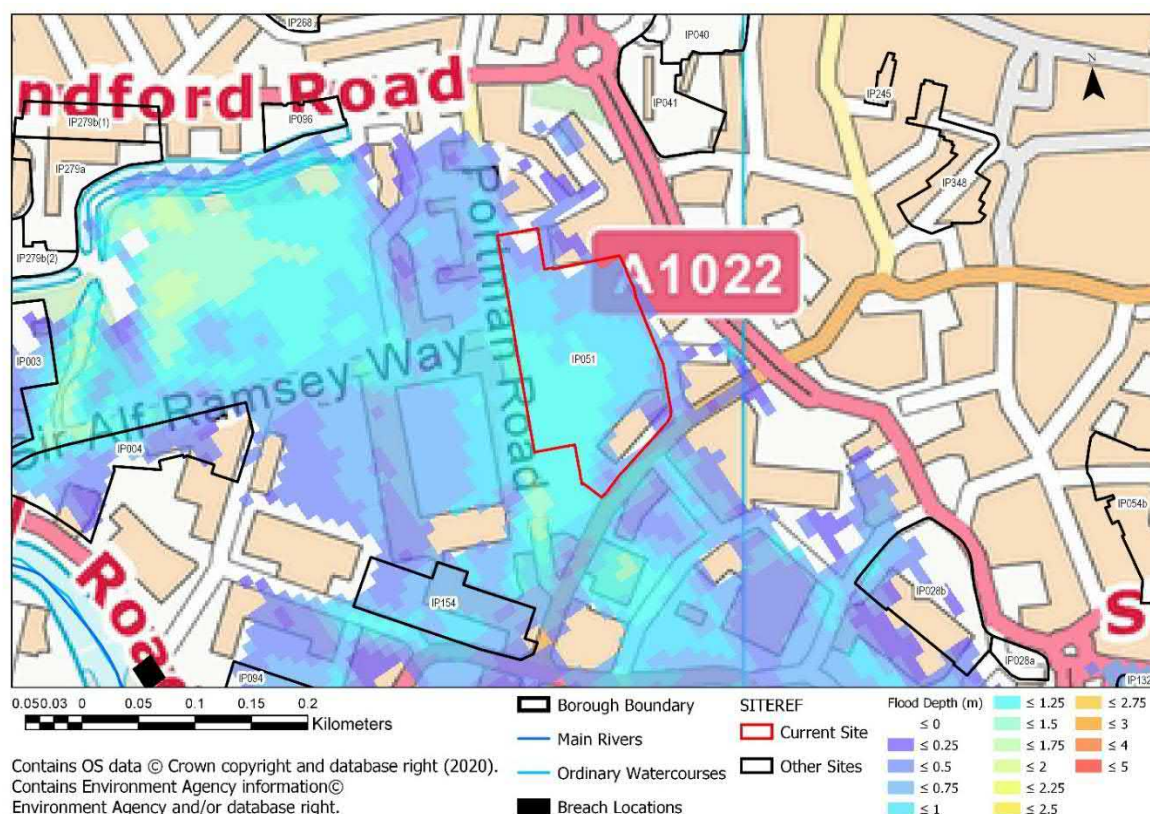 IP268
IP040
ndford Road
IP041
IP245
IP279b(1)
IP096
IP279a
IP348
Portman Road
A1022
IP279b(2)
IP003
IP051
Sir Alf Ramsey Way
IP004
IP054b
Road
IP154
IP028b
S
IP028a
IP094
IP132
N
0.05 0.03 0 0.05 0.1 0.15 0.2
Kilometers
Borough Boundary
Main Rivers
Ordinary Watercourses
Breach Locations
SITEREF
Current Site
Other Sites
Flood Depth (m)
≤ 0
≤ 0.25
≤ 0.5
≤ 0.75
≤ 1
≤ 1.25
≤ 1.5
≤ 1.75
≤ 2
≤ 2.25
≤ 2.5
≤ 2.75
≤ 3
≤ 4
≤ 5
Contains OS data © Crown copyright and database right (2020).
Contains Environment Agency information©
Environment Agency and/or database right.